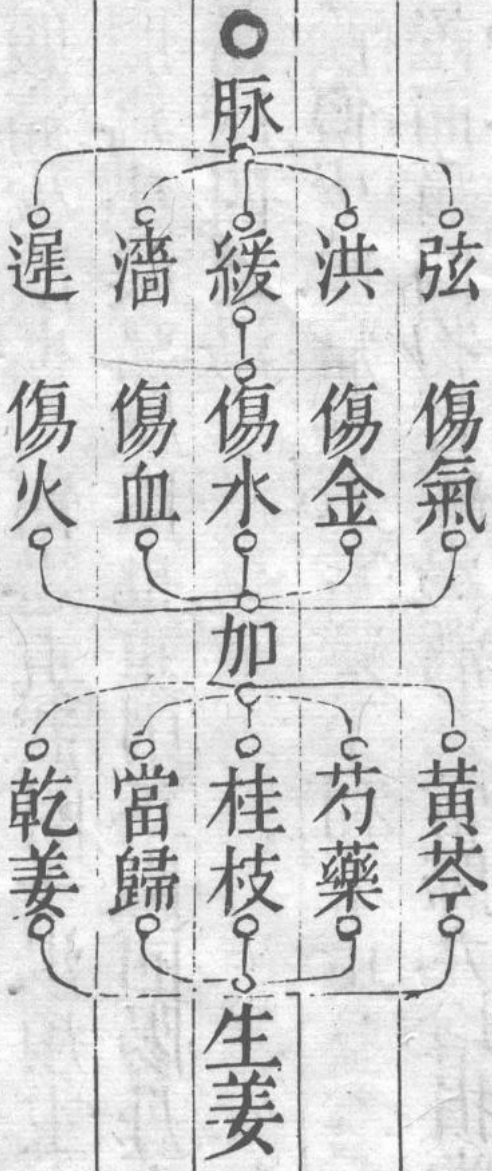 脉
弦 洪 緩 濇 遲
傷氣 傷金 傷水 傷血 傷火
加
黄芩 芍藥 桂枝 當歸 乾姜
生姜